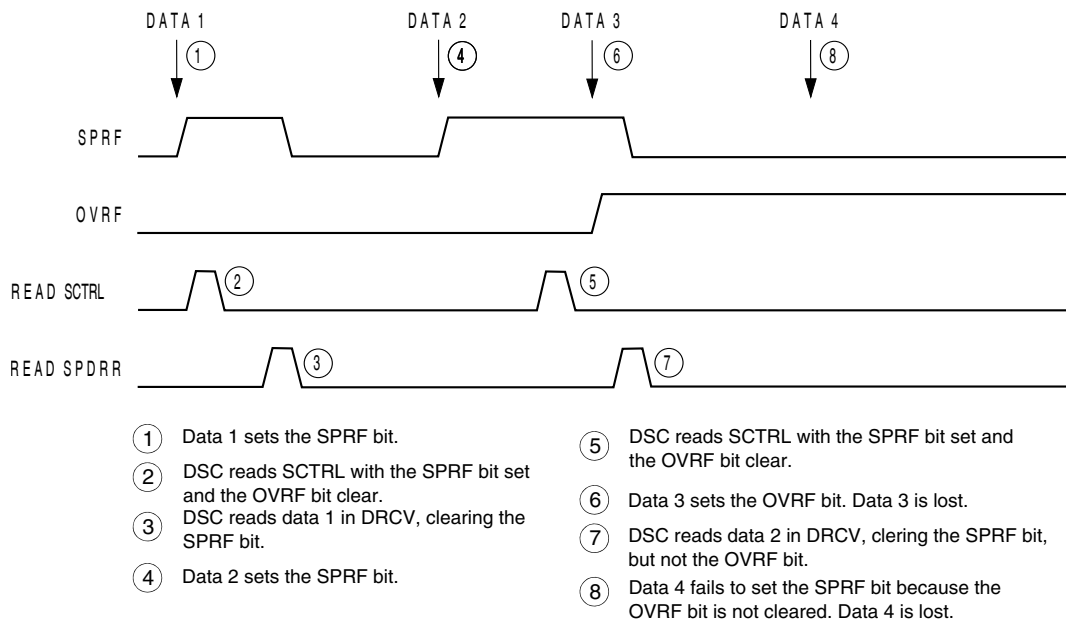 DATA 1 DATA 2 DATA 3 DATA 4
1 4 6 8
SPRF
OVRF
READ SCTRL 2 5
READ SPDRR 3 7
1 Data 1 sets the SPRF bit.
2 DSC reads SCTRL with the SPRF bit set
and the OVRF bit clear.
3 DSC reads data 1 in DRCV, clearing the
SPRF bit.
4 Data 2 sets the SPRF bit.
5 DSC reads SCTRL with the SPRF bit set and
the OVRF bit clear.
6 Data 3 sets the OVRF bit. Data 3 is lost.
7 DSC reads data 2 in DRCV, clering the SPRF bit,
but not the OVRF bit.
8 Data 4 fails to set the SPRF bit because the
OVRF bit is not cleared. Data 4 is lost.